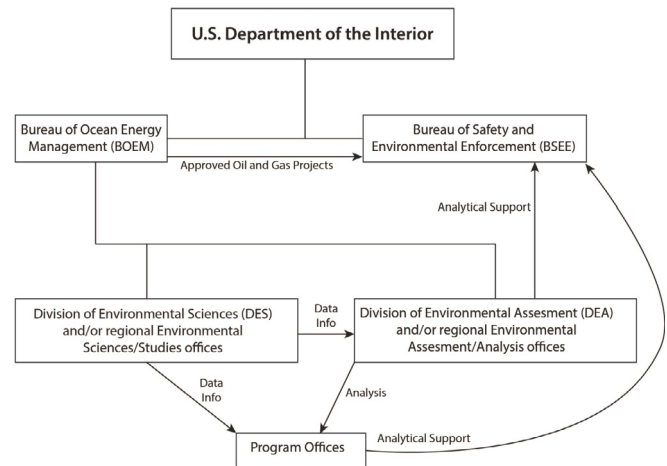 U.S. Department of the Interior
Bureau of Ocean Energy
Management (BOEM)
Bureau of Safety and
Environmental Enforcement (BSEE)
Approved Oil and Gas Projects
Analytical Support
Division of Environmental Sciences (DES)
and/or regional Environmental
Sciences/Studies offices
Data
Info
Division of Environmental Assesment (DEA)
and/or regional Environmental
Assesment/Analysis offices
Data
Info
Analysis
Program Offices
Analytical Support